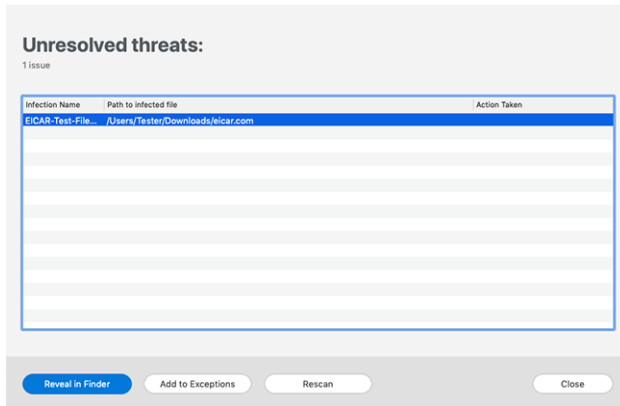 Unresolved threats:
1 issue
Infection Name Path to infected file Action Taken
EICAR-Test-File... /Users/Tester/Downloads/eicar.com
Reveal in Finder Add to Exceptions Rescan Close